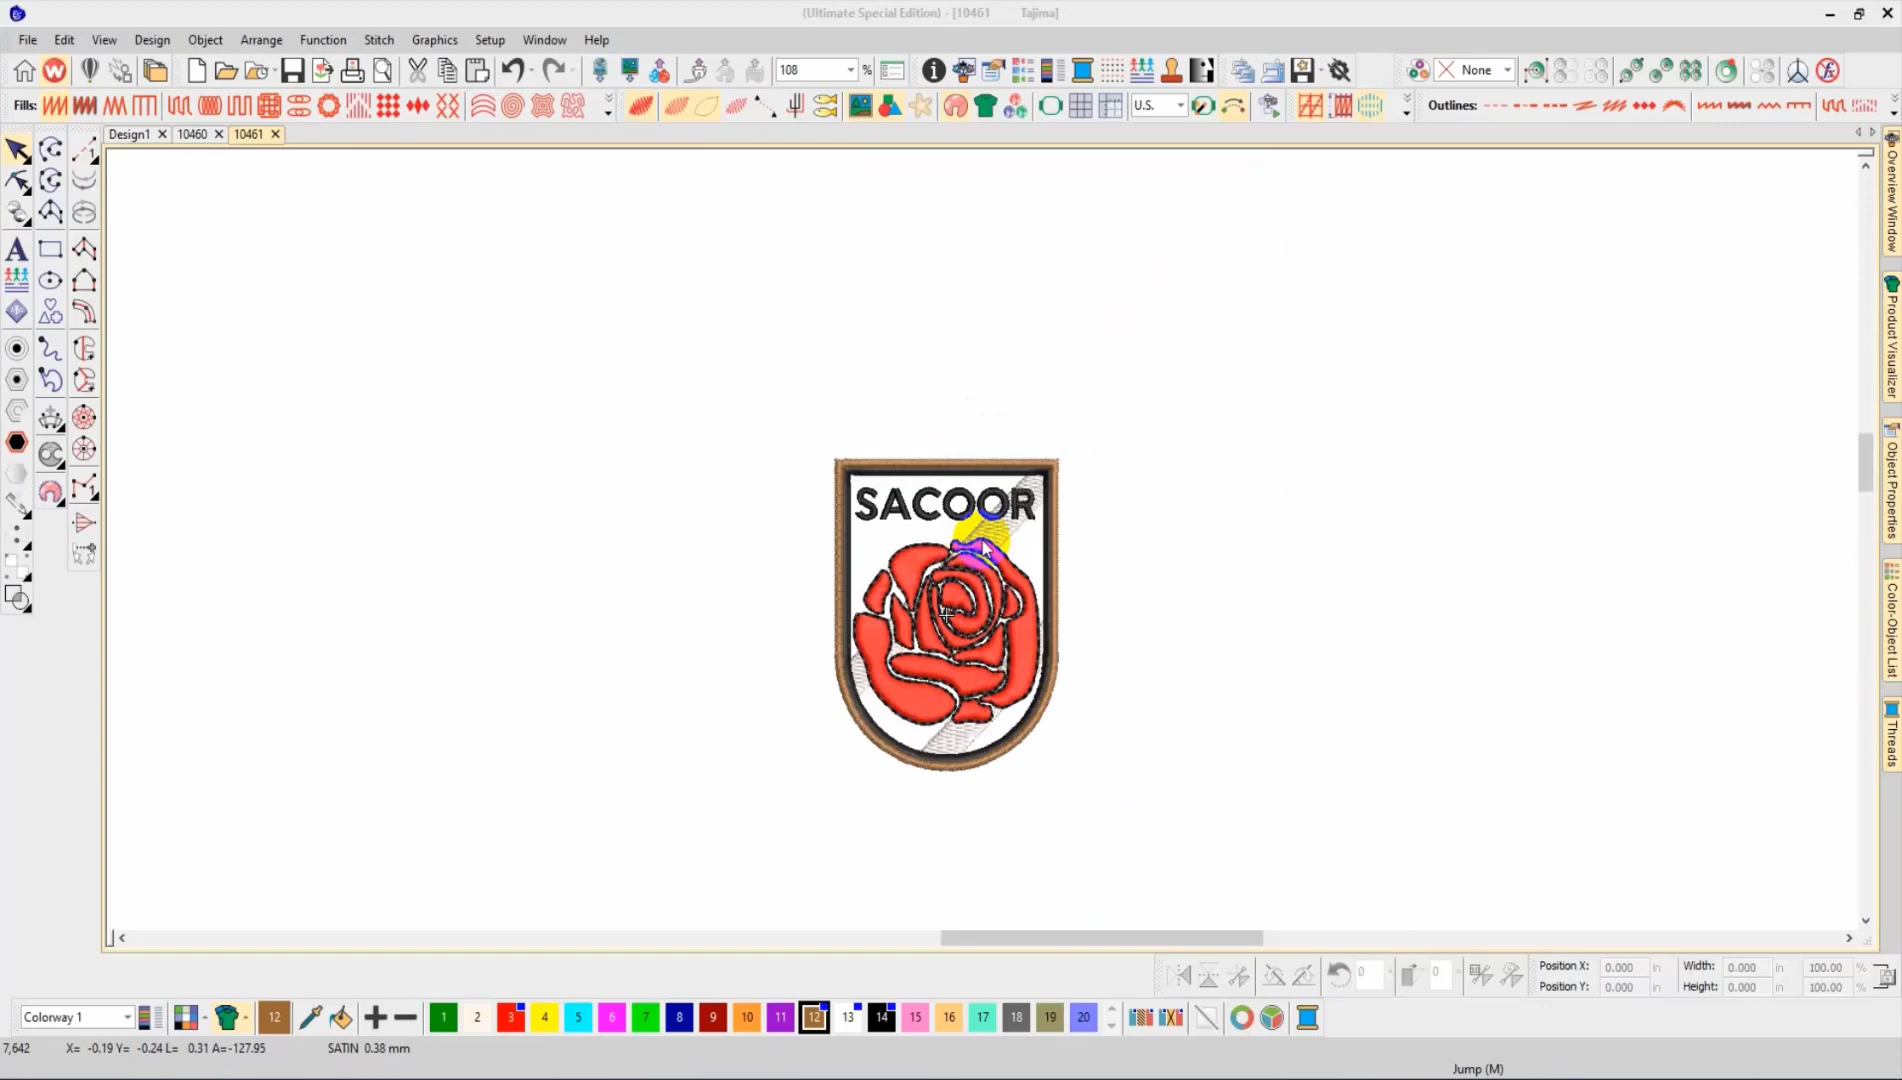 (Ultimate Special Edition) - [10461 Tajima]
File Edit View Design Object Arrange Function Stitch Graphics Setup Window Help
108 %
None
Fills:
U.S.
Outlines:
Design1 10460 10461
SACOOR
Overview Window
Product Visualizer
Object Properties
Color-Object List
Threads
0 0
Position X: 0.000 in Width: 0.000 in 100.00 %
Position Y: 0.000 in Height: 0.000 in 100.00 %
Colorway 1
12 1 2 3 4 5 6 7 8 9 10 11 12 13 14 15 16 17 18 19 20
7,642 X= -0.19 Y= -0.24 L= 0.31 A=-127.95 SATIN 0.38 mm
Jump (M)